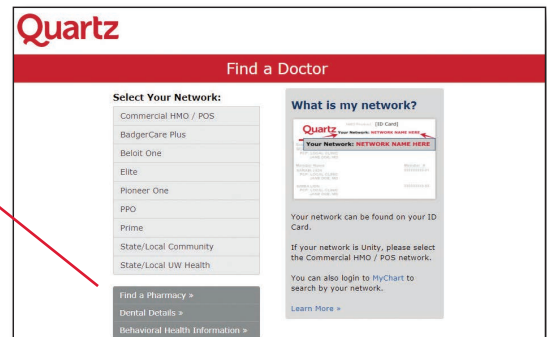 Quartz
Find a Doctor
Select Your Network:
Commercial HMO / POS
BadgerCare Plus
Beloit One
Elite
Pioneer One
PPO
Prime
State/Local Community
State/Local UW Health
Find a Pharmacy »
Dental Details »
Behavioral Health Information »
What is my network?
[ID Card]
Quartz Your Network: NETWORK NAME HERE
Your Network: NETWORK NAME HERE
Your network can be found on your ID
Card.
If your network is Unity, please select
the Commercial HMO / POS network.
You can also login to MyChart to
search by your network.
Learn More »